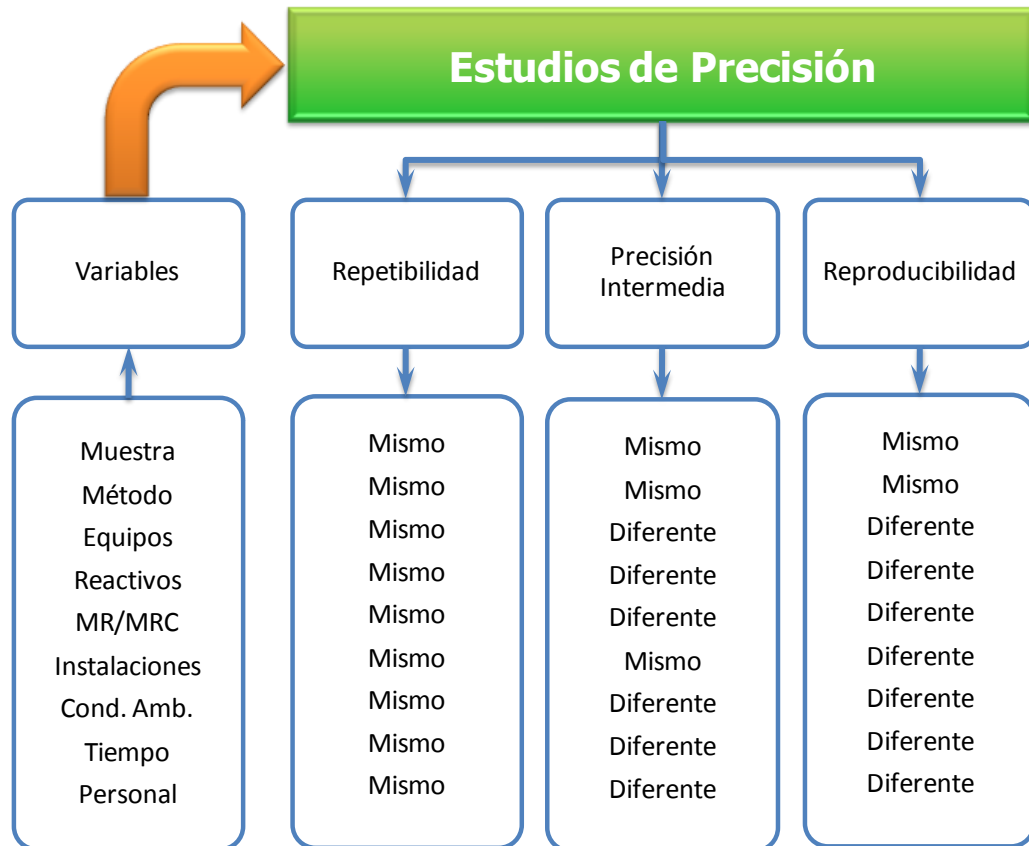 Estudios de Precisión
Variables
Repetibilidad
Precisión
Intermedia
Reproducibilidad
Muestra
Método
Equipos
Reactivos
MR/MRC
Instalaciones
Cond. Amb.
Tiempo
Personal
Mismo
Mismo
Mismo
Mismo
Mismo
Mismo
Mismo
Mismo
Mismo
Mismo
Mismo
Diferente
Diferente
Diferente
Mismo
Diferente
Diferente
Diferente
Mismo
Mismo
Diferente
Diferente
Diferente
Diferente
Diferente
Diferente
Diferente